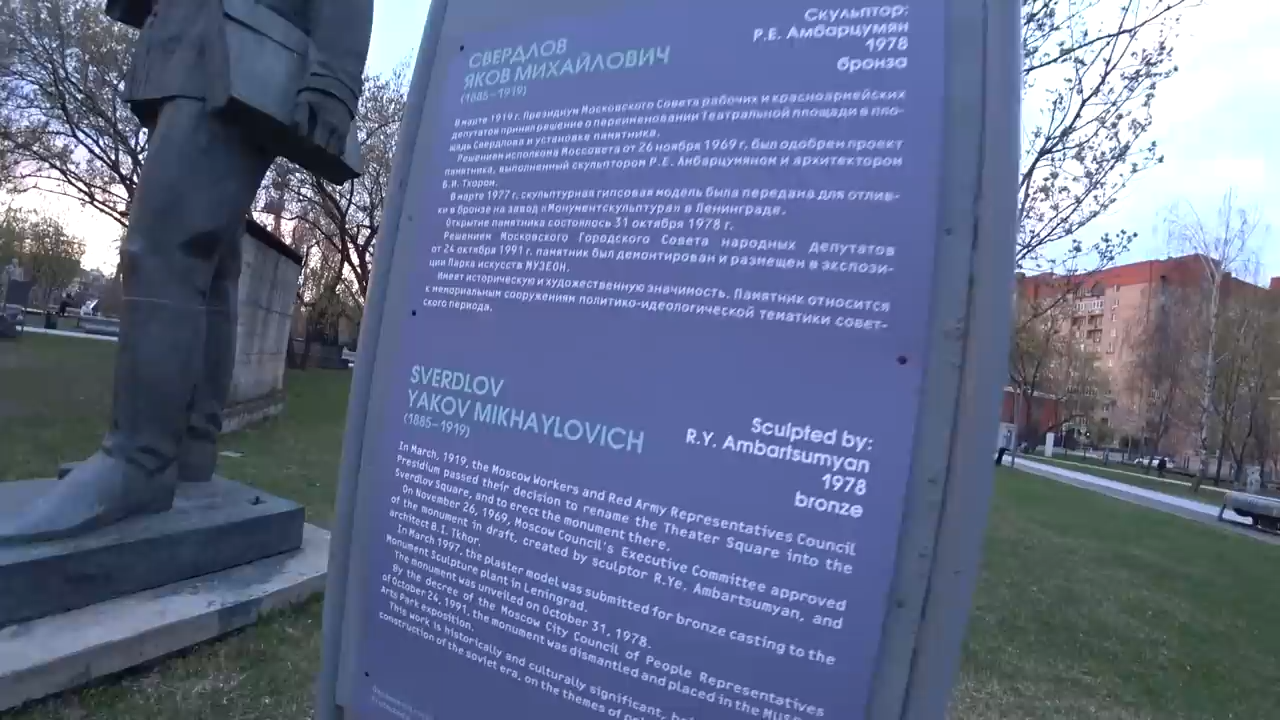 СВЕРДЛОВ
ЯКОВ МИХАЙЛОВИЧ
(1885–1919)
Скульптор:
Р.Е. Амбарцумян
1978
бронза
В марте 1919 г. Президиум Московского Совета рабочих и красноармейских
депутатов принял решение о переименовании Театральной площади в пло-
щадь Свердлова и установке памятника.
Решением исполкома Моссовета от 26 ноября 1969 г. был одобрен проект
памятника, выполненный скульптором Р.Е. Амбарцумяном и архитектором
Б.И. Тхором.
В марте 1977 г. скульптурная гипсовая модель была передана для отлив-
ки в бронзе на завод «Монументскульптура» в Ленинграде.
Открытие памятника состоялось 31 октября 1978 г.
Решением Московского Городского Совета народных депутатов
от 24 октября 1991 г. памятник был демонтирован и размещен в экспози-
ции Парка искусств МУЗЕОН.
Имеет историческую и художественную значимость. Памятник относится
к мемориальным сооружениям политико-идеологической тематики совет-
ского периода.
SVERDLOV
YAKOV MIKHAYLOVICH
(1885–1919)
Sculpted by:
R.Y. Ambartsumyan
1978
bronze
In March, 1919, the Moscow Workers and Red Army Representatives Council
Presidium passed their decision to rename the Theater Square into the
Sverdlov Square, and to erect the monument there.
On November 26, 1969, Moscow Council's Executive Committee approved
the monument in draft, created by sculptor R.Ye. Ambartsumyan, and
architect B.I. Tkhor.
In March 1997, the plaster model was submitted for bronze casting to the
Monument Sculpture plant in Leningrad.
The monument was unveiled on October 31, 1978.
By the decree of the Moscow City Council of People Representatives
of October 24, 1991, the monument was dismantled and placed in the
Arts Park exposition.
This work is historically and culturally significant,
construction of the soviet era, on the themes of